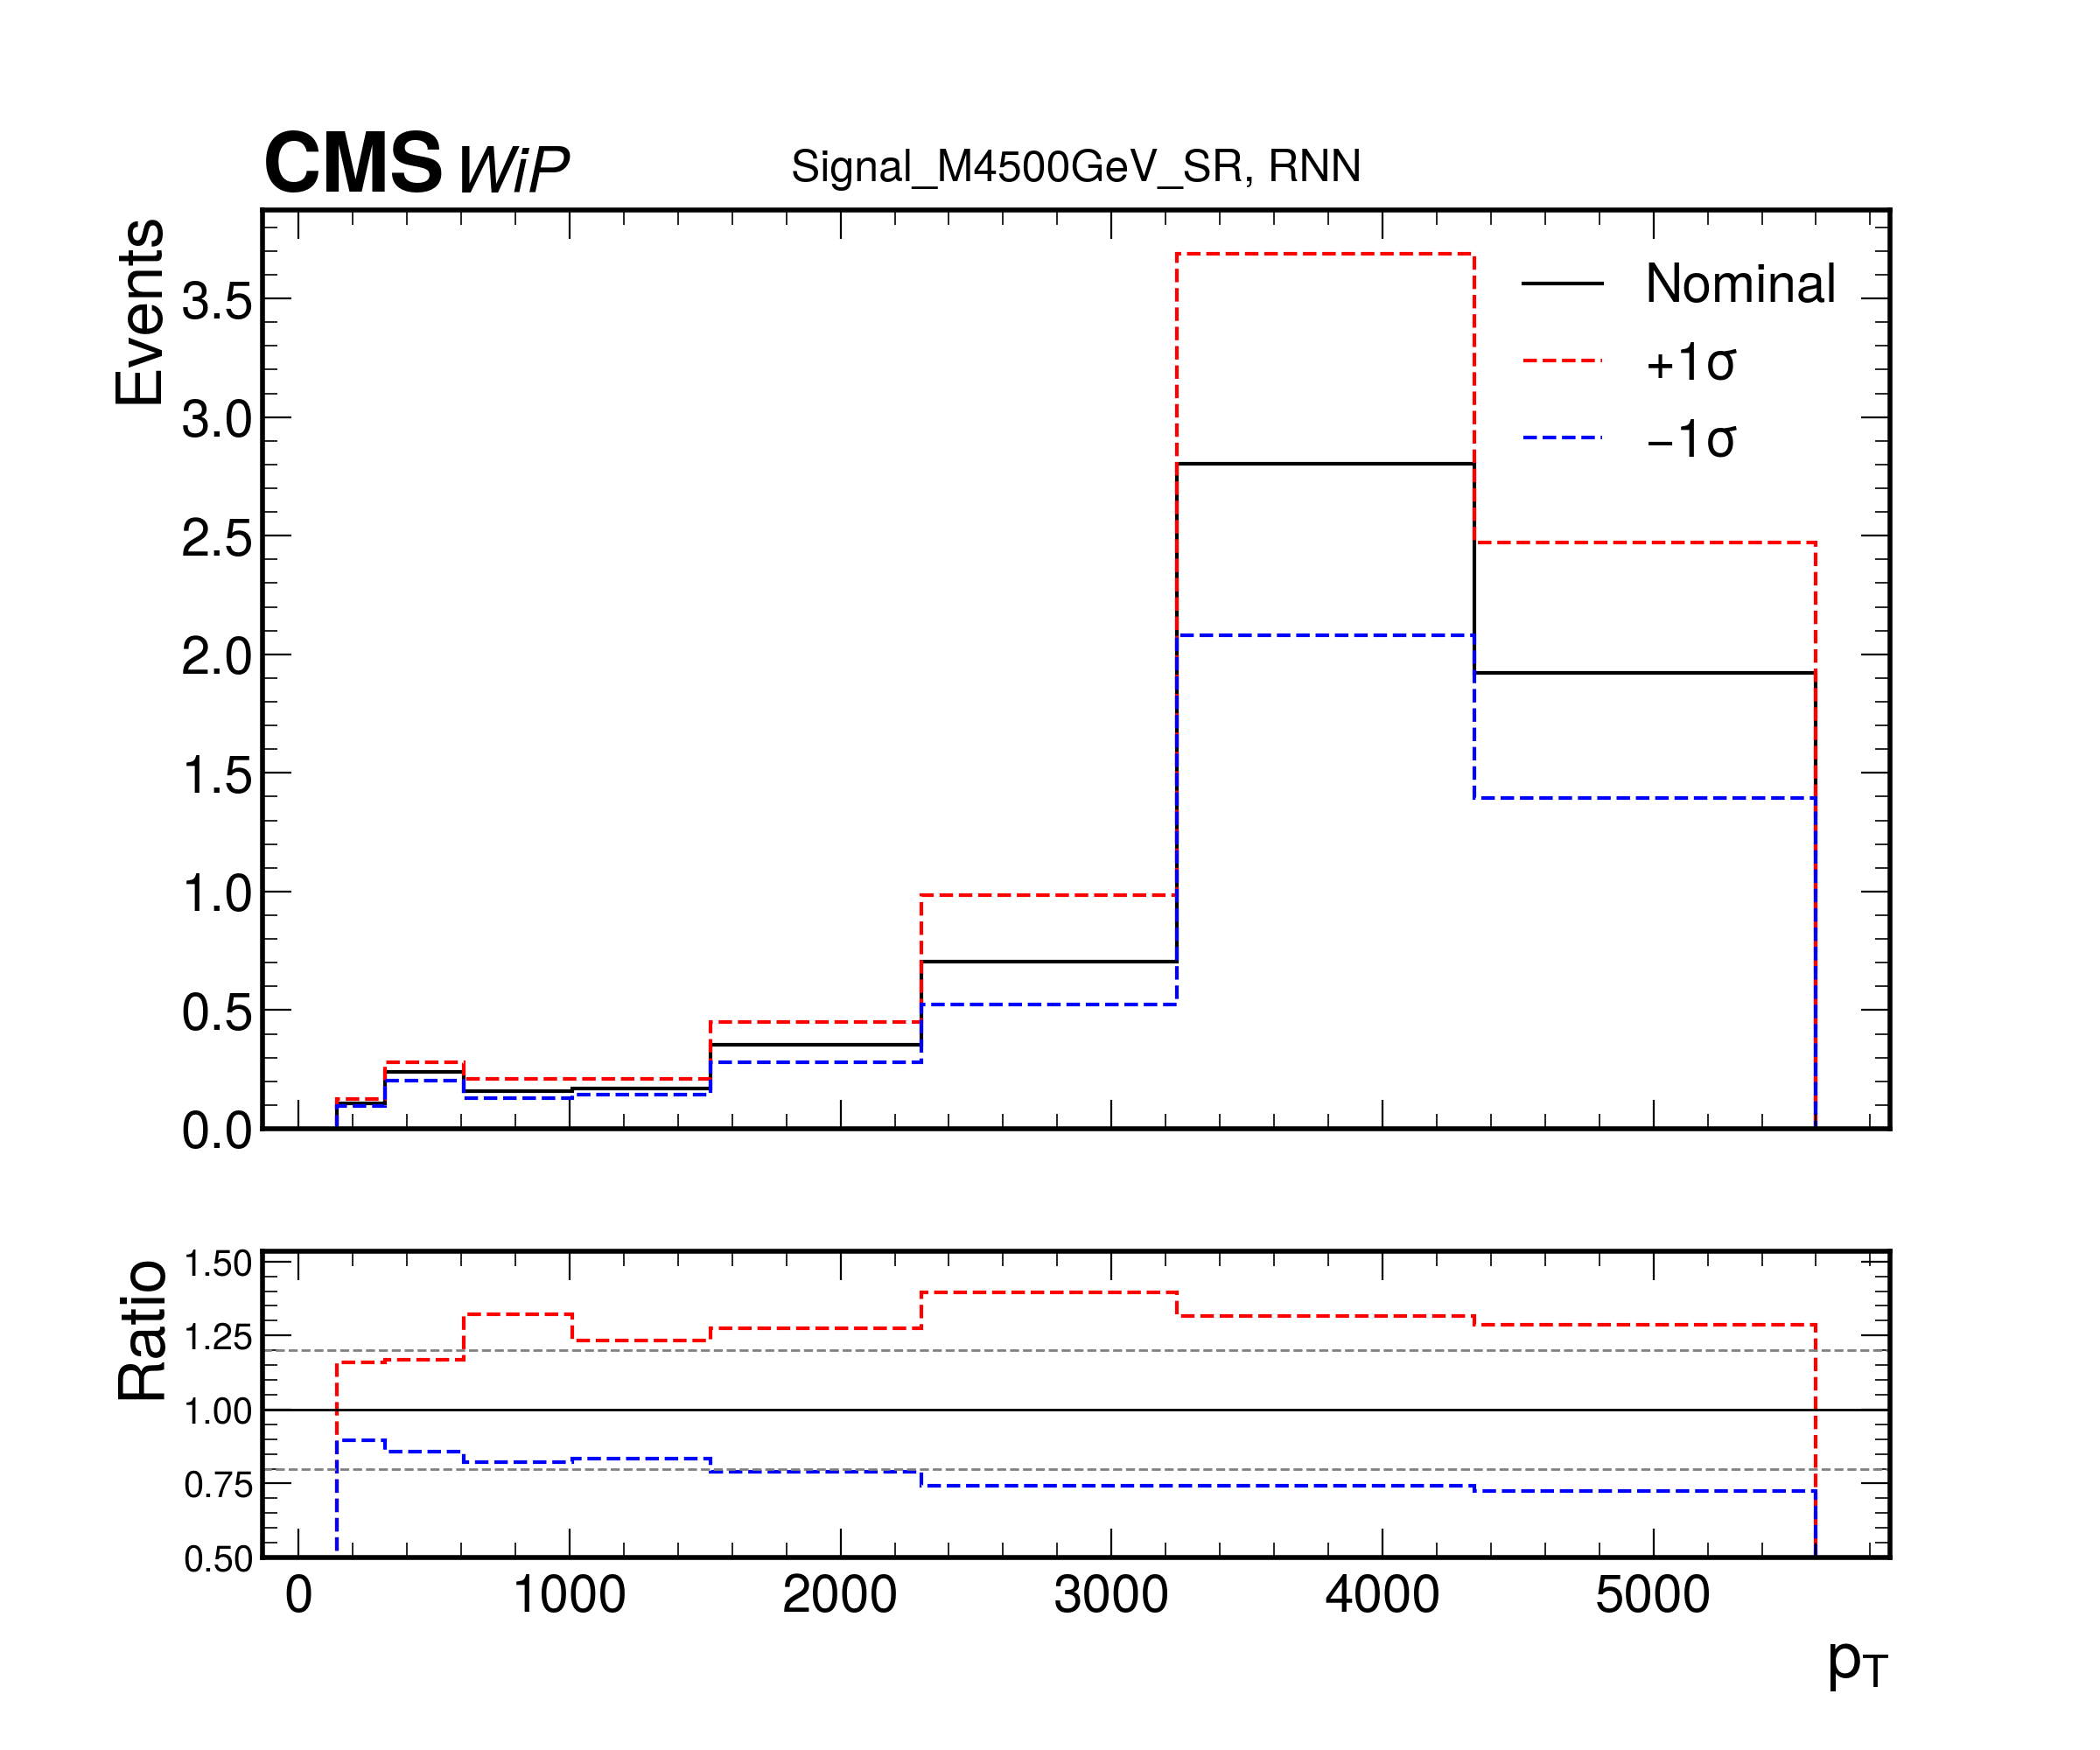 CMS WiP
Signal_M4500GeV_SR, RNN
Events
3.5
3.0
2.5
2.0
1.5
1.0
0.5
0.0
Nominal
+1σ
−1σ
Ratio
1.50
1.25
1.00
0.75
0.50
0 1000 2000 3000 4000 5000
pT